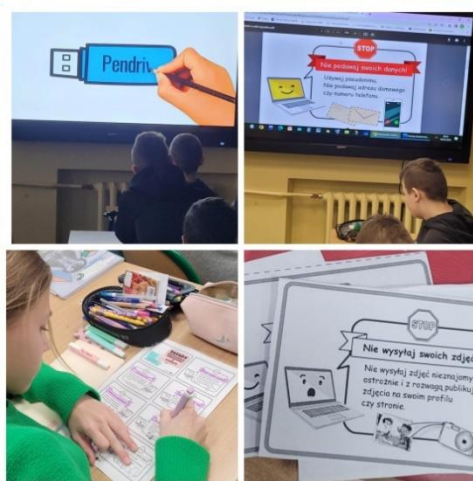 Pendriv
STOP
Nie podawaj swoich danych!
Używaj pseudonimu.
Nie podawaj adresu domowego
czy numeru telefonu.
STOP
Nie wysyłaj swoich zdjęć
Nie wysyłaj zdjęć nieznajomy
ostrożnie i z rozwagą publikuj
zdjęcia na swoim profilu
czy stronie.